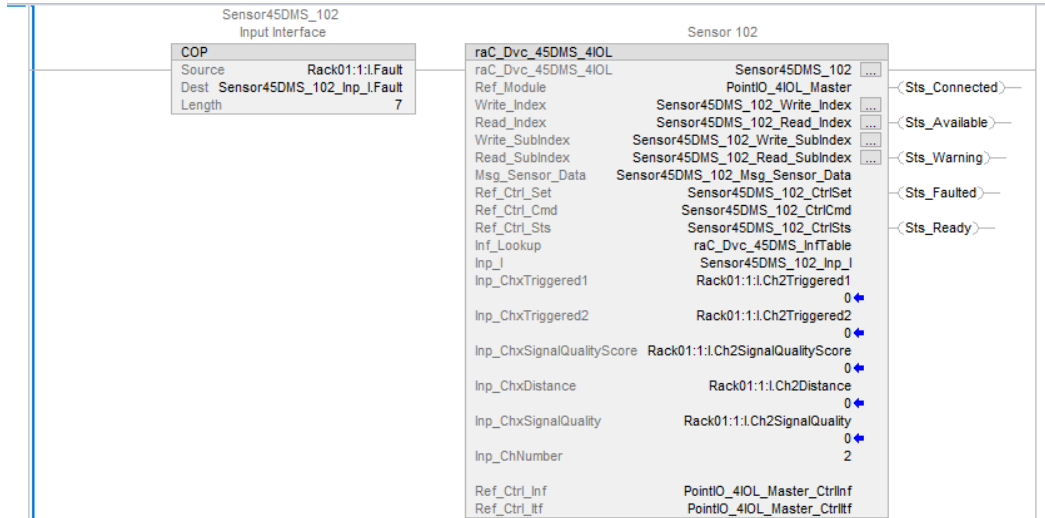 Sensor45DMS_102
Input Interface
COP
Source Rack01:1:I.Fault
Dest Sensor45DMS_102_Inp_I.Fault
Length 7
Sensor 102
raC_Dvc_45DMS_4IOL
raC_Dvc_45DMS_4IOL Sensor45DMS_102 ...
Ref_Module PointIO_4IOL_Master
Write_Index Sensor45DMS_102_Write_Index ...
Read_Index Sensor45DMS_102_Read_Index ...
Write_SubIndex Sensor45DMS_102_Write_SubIndex ...
Read_SubIndex Sensor45DMS_102_Read_SubIndex ...
Msg_Sensor_Data Sensor45DMS_102_Msg_Sensor_Data
Ref_Ctrl_Set Sensor45DMS_102_CtrlSet
Ref_Ctrl_Cmd Sensor45DMS_102_CtrlCmd
Ref_Ctrl_Sts Sensor45DMS_102_CtrlSts
Inf_Lookup raC_Dvc_45DMS_InfTable
Inp_I Sensor45DMS_102_Inp_I
Inp_ChxTriggered1 Rack01:1:I.Ch2Triggered1
0
Inp_ChxTriggered2 Rack01:1:I.Ch2Triggered2
0
Inp_ChxSignalQualityScore Rack01:1:I.Ch2SignalQualityScore
0
Inp_ChxDistance Rack01:1:I.Ch2Distance
0
Inp_ChxSignalQuality Rack01:1:I.Ch2SignalQuality
0
Inp_ChNumber 2
Ref_Ctrl_Inf PointIO_4IOL_Master_CtrlInf
Ref_Ctrl_Itf PointIO_4IOL_Master_CtrlItf
Sts_Connected
Sts_Available
Sts_Warning
Sts_Faulted
Sts_Ready